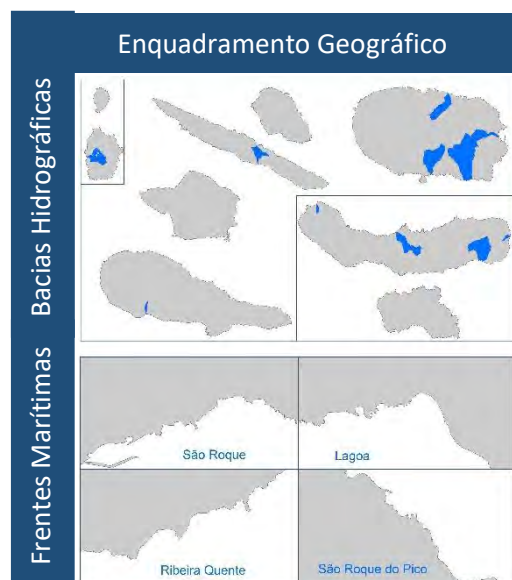 Enquadramento Geográfico
Bacias Hidrográficas
Frentes Marítimas
São Roque
Lagoa
Ribeira Quente
São Roque do Pico